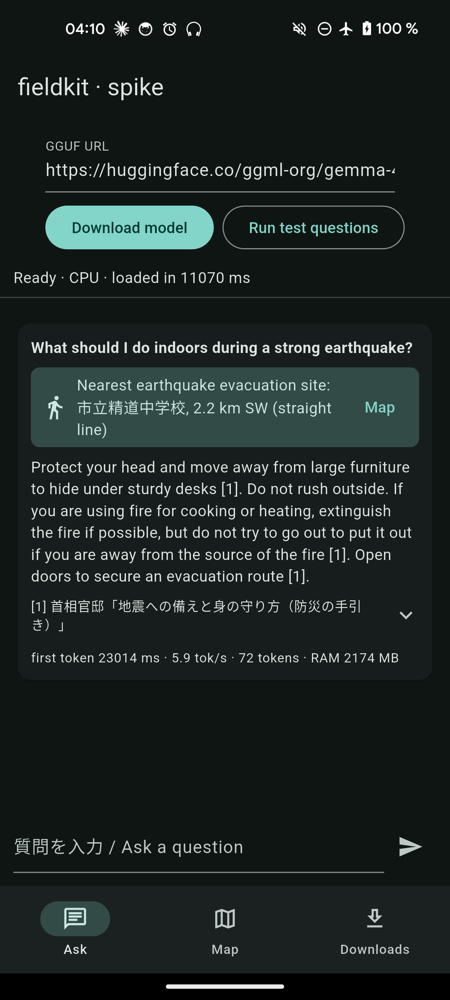 04:10
100 %
fieldkit · spike
GGUF URL
https://huggingface.co/ggml-org/gemma-
Download model
Run test questions
Ready · CPU · loaded in 11070 ms
What should I do indoors during a strong earthquake?
Nearest earthquake evacuation site:
市立精道中学校, 2.2 km SW (straight
line)
Map
Protect your head and move away from large furniture
to hide under sturdy desks [1]. Do not rush outside. If
you are using fire for cooking or heating, extinguish
the fire if possible, but do not try to go out to put it out
if you are away from the source of the fire [1]. Open
doors to secure an evacuation route [1].
[1] 首相官邸「地震への備えと身の守り方（防災の手引
き）」
first token 23014 ms · 5.9 tok/s · 72 tokens · RAM 2174 MB
質問を入力 / Ask a question
Ask
Map
Downloads